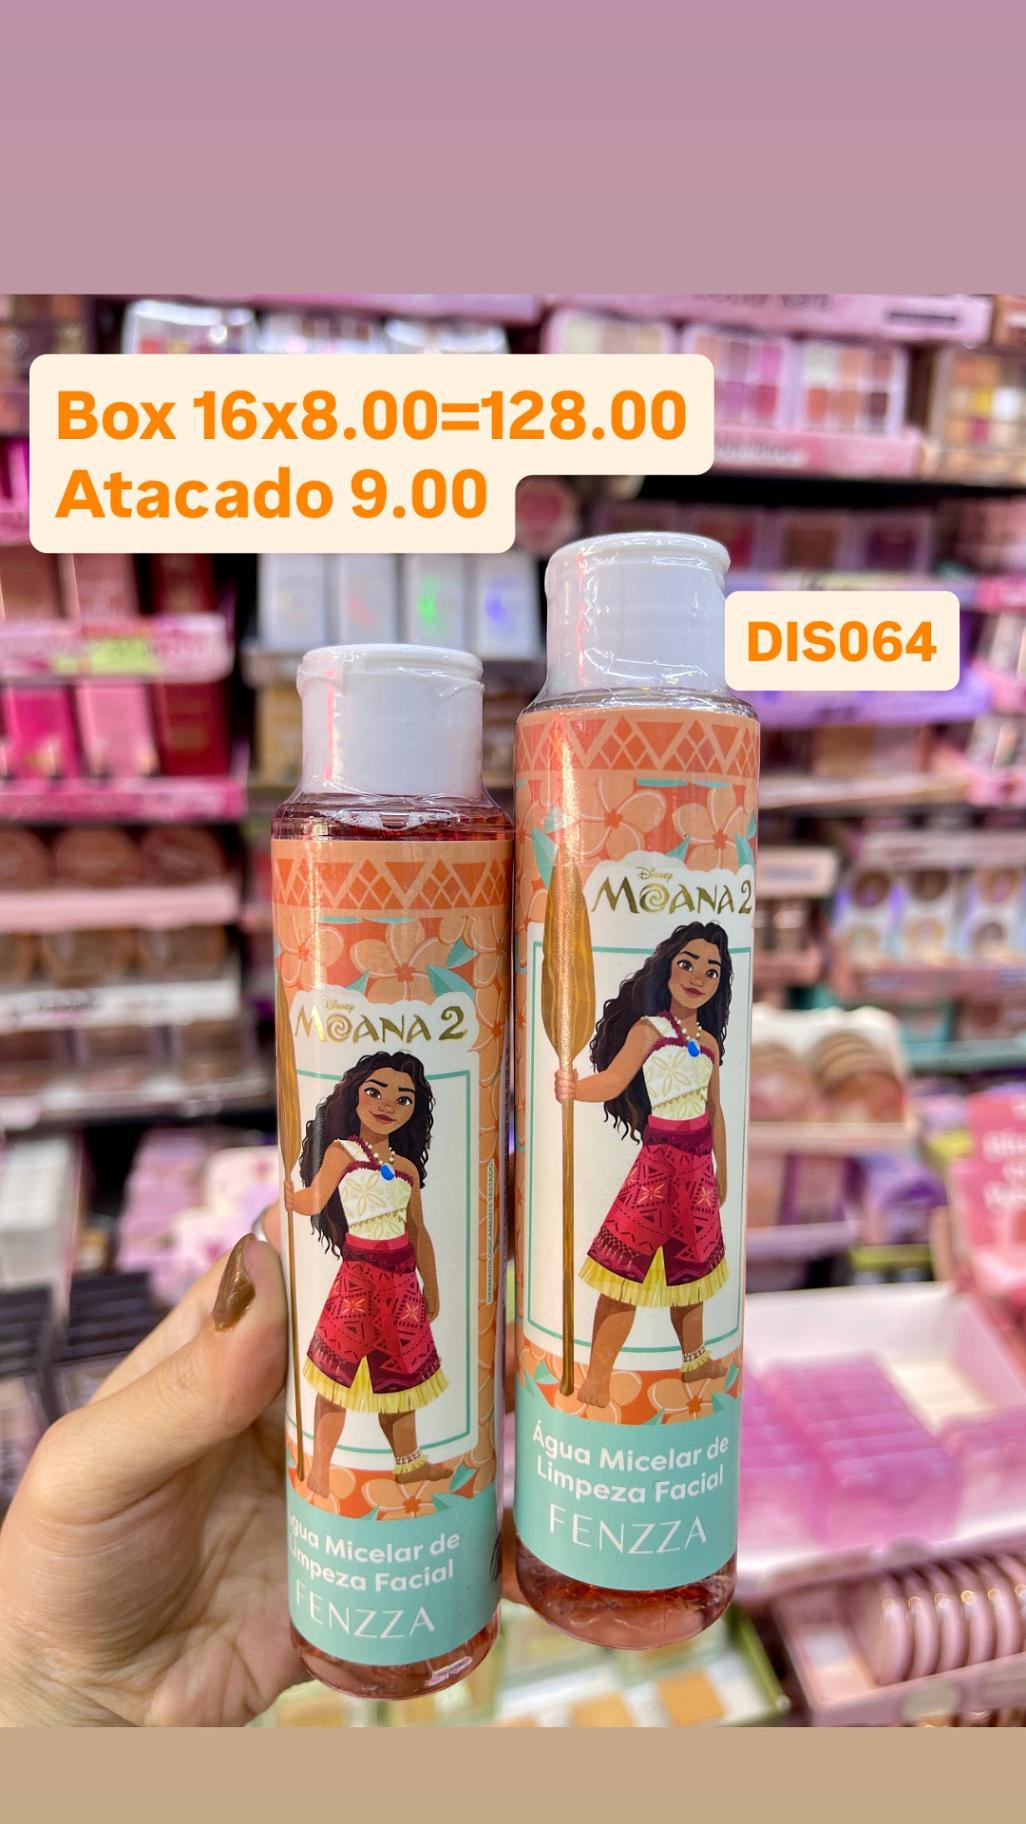 Box 16x8.00=128.00
Atacado 9.00
DIS064
Disney
MOANA 2
Água Micelar de
Limpeza Facial
FENZZA
Disney
MOANA 2
gua Micelar de
Limpeza Facial
FENZZA